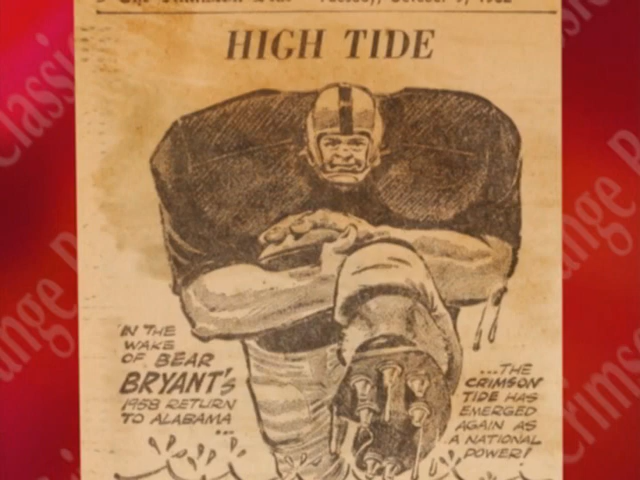 HIGH TIDE
IN THE
WAKE
OF BEAR
BRYANT'S
1958 RETURN
TO ALABAMA
...
...THE
CRIMSON
TIDE HAS
EMERGED
AGAIN AS
A NATIONAL
POWER!